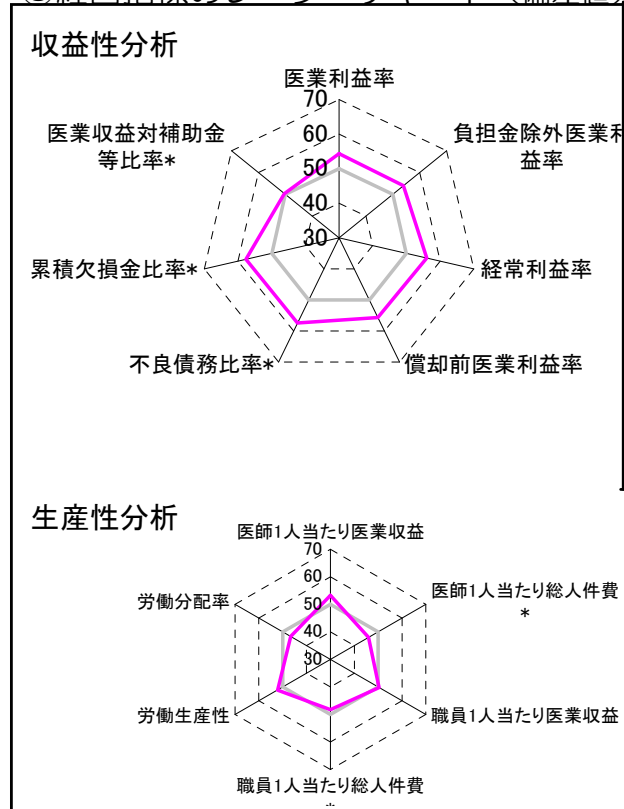 収益性分析
医業利益率
70
60
50
40
30
負担金除外医業利
益率
経常利益率
償却前医業利益率
不良債務比率*
累積欠損金比率*
医業収益対補助金
等比率*
生産性分析
医師1人当たり医業収益
70
60
50
40
30
医師1人当たり総人件費
*
職員1人当たり医業収益
職員1人当たり総人件費
*
労働生産性
労働分配率